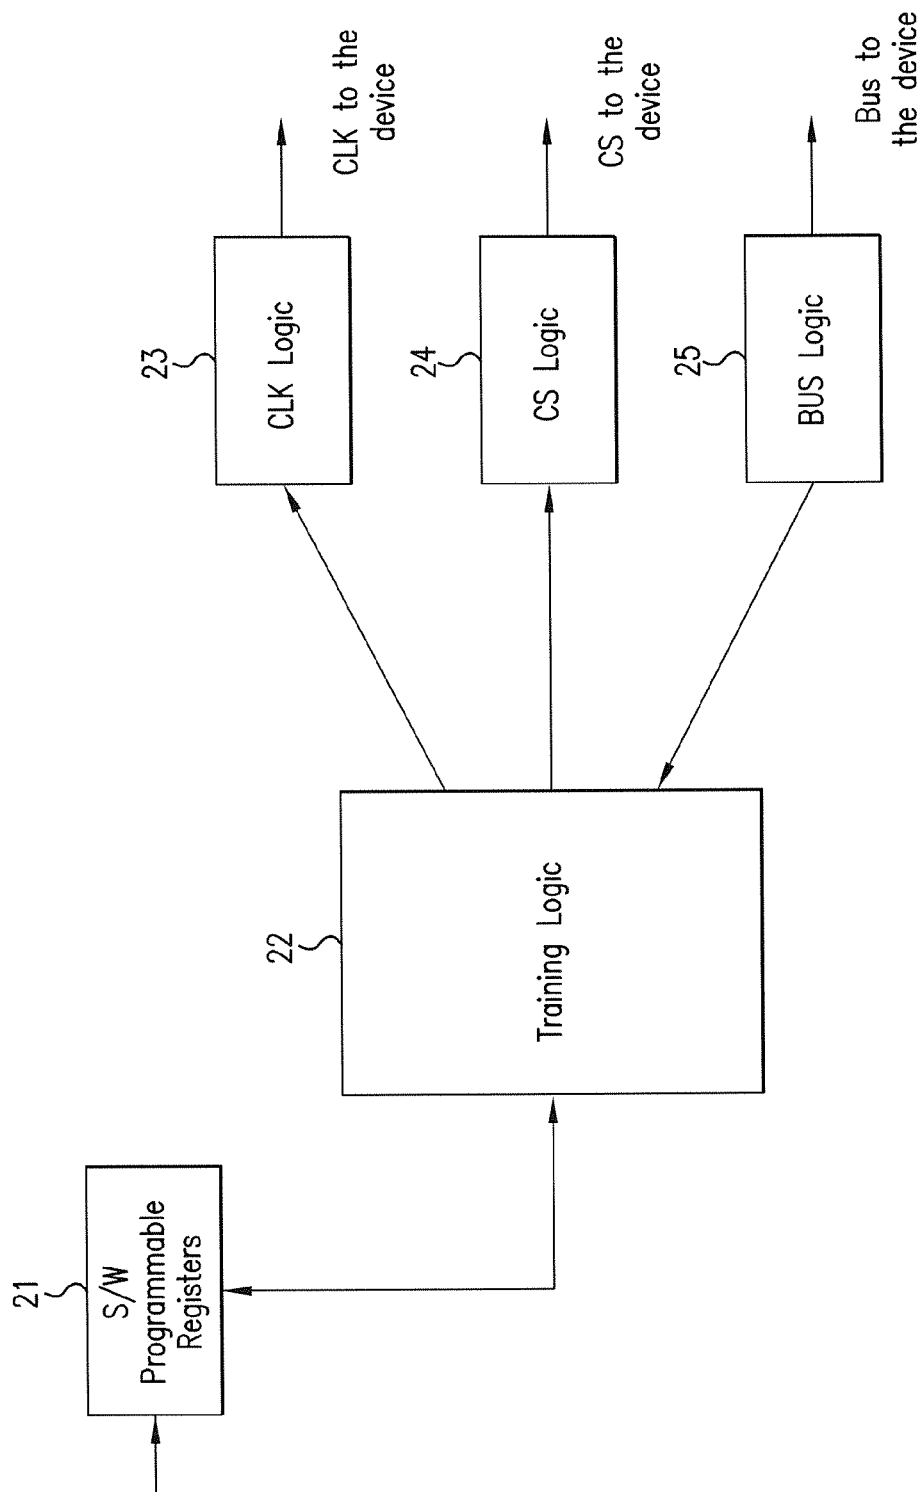 21
S/W
Programmable
Registers
22
Training Logic
23
CLK Logic
CLK to the
device
24
CS Logic
CS to the
device
25
BUS Logic
Bus to
the device